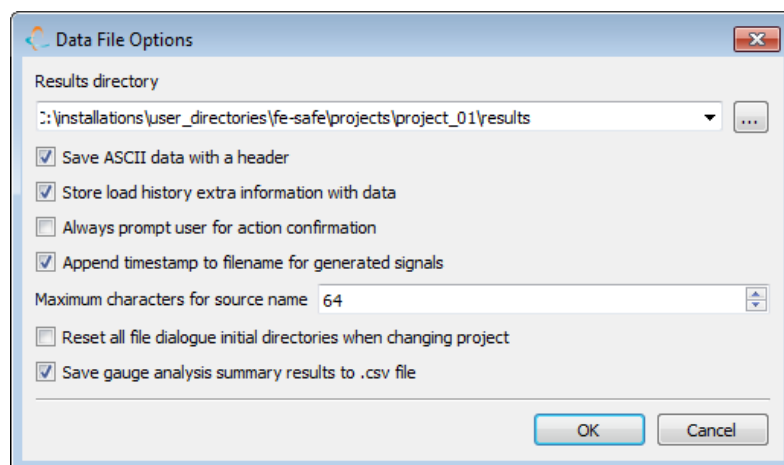 Data File Options
Results directory
C:\installations\user_directories\fe-safe\projects\project_01\results
...
Save ASCII data with a header
Store load history extra information with data
Always prompt user for action confirmation
Append timestamp to filename for generated signals
Maximum characters for source name 64
Reset all file dialogue initial directories when changing project
Save gauge analysis summary results to .csv file
OK Cancel